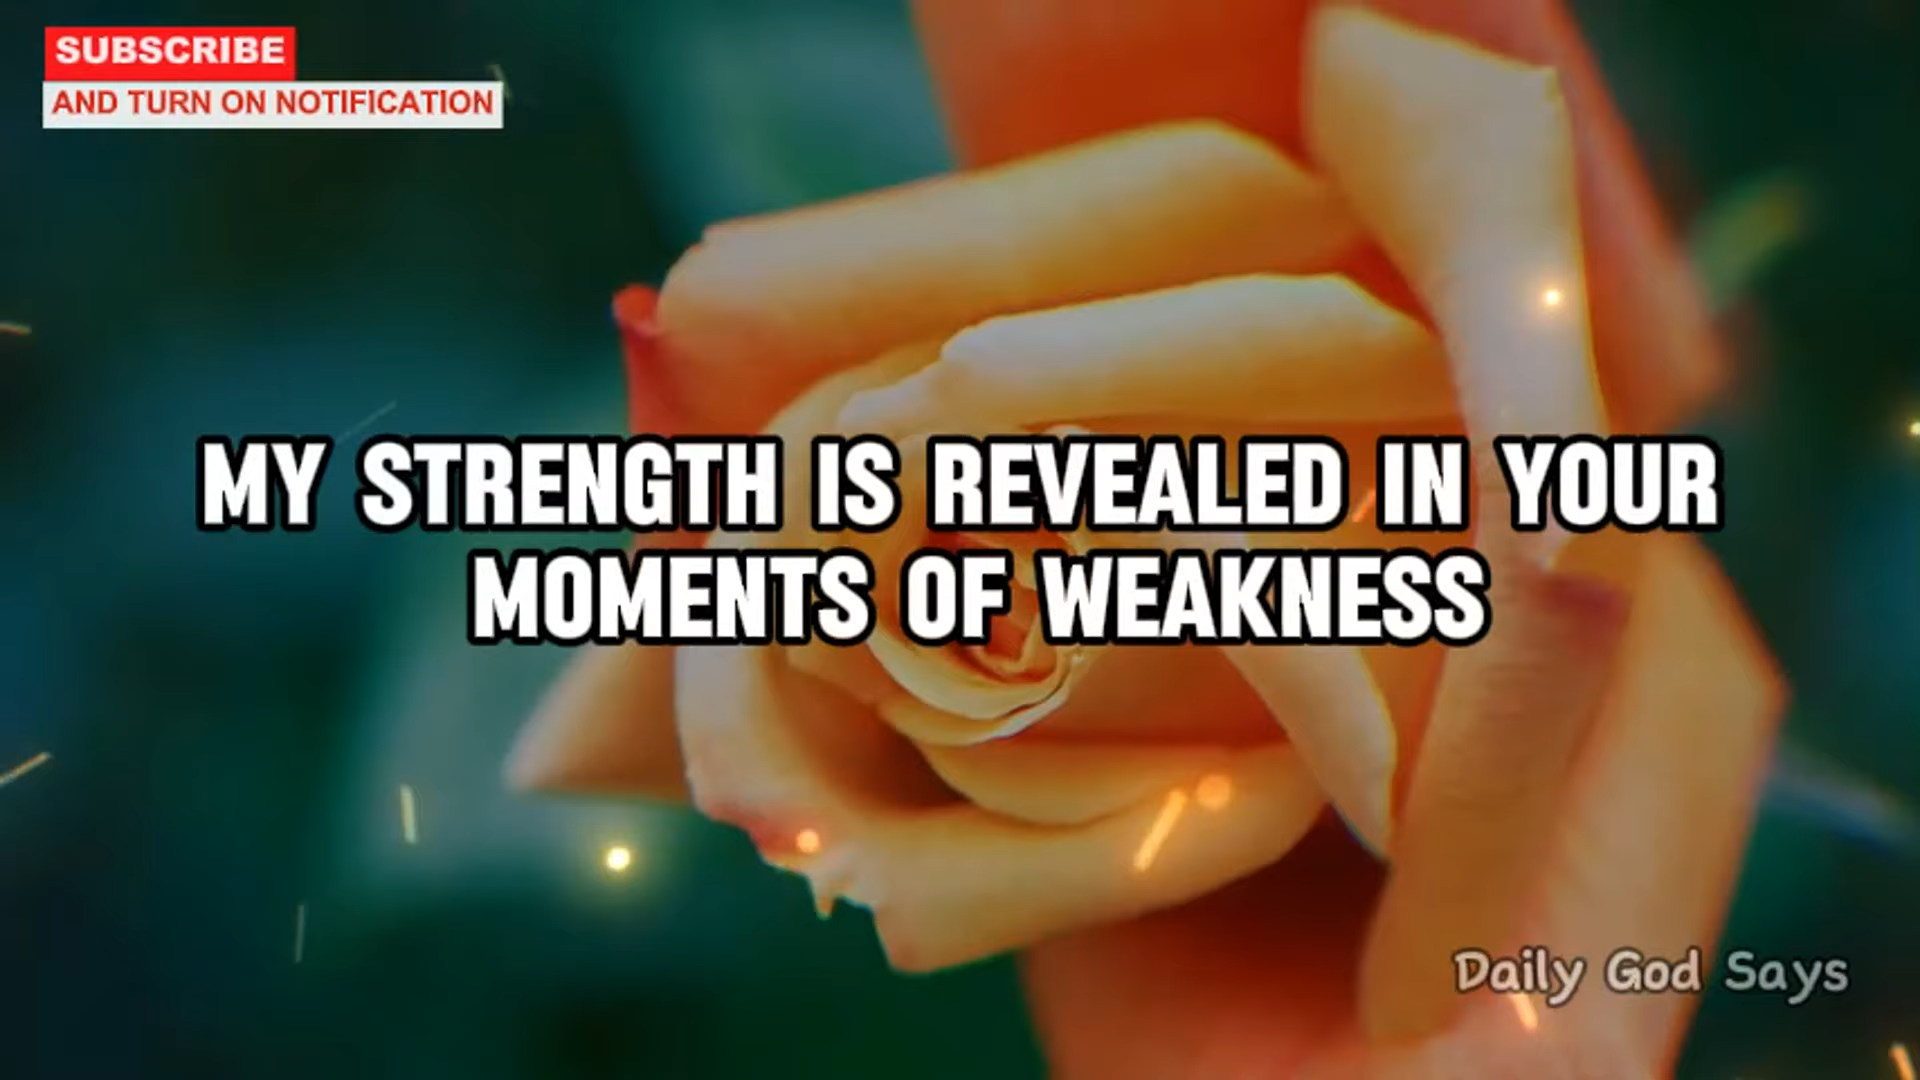 SUBSCRIBE
AND TURN ON NOTIFICATION
MY STRENGTH IS REVEALED IN YOUR
MOMENTS OF WEAKNESS
Daily God Says